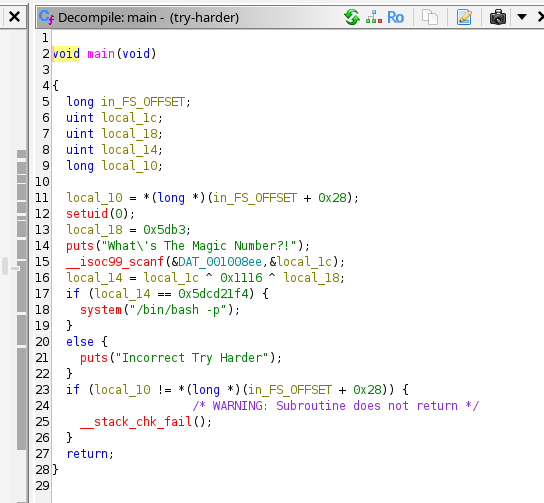 Decompile: main - (try-harder)
Ro
1
2 void main(void)
3
4 {
5 long in_FS_OFFSET;
6 uint local_1c;
7 uint local_18;
8 uint local_14;
9 long local_10;
10
11 local_10 = *(long *)(in_FS_OFFSET + 0x28);
12 setuid(0);
13 local_18 = 0x5db3;
14 puts("What\'s The Magic Number?!");
15 __isoc99_scanf(&DAT_001008ee,&local_1c);
16 local_14 = local_1c ^ 0x1116 ^ local_18;
17 if (local_14 == 0x5dcd21f4) {
18 system("/bin/bash -p");
19 }
20 else {
21 puts("Incorrect Try Harder");
22 }
23 if (local_10 != *(long *)(in_FS_OFFSET + 0x28)) {
24 /* WARNING: Subroutine does not return */
25 __stack_chk_fail();
26 }
27 return;
28 }
29